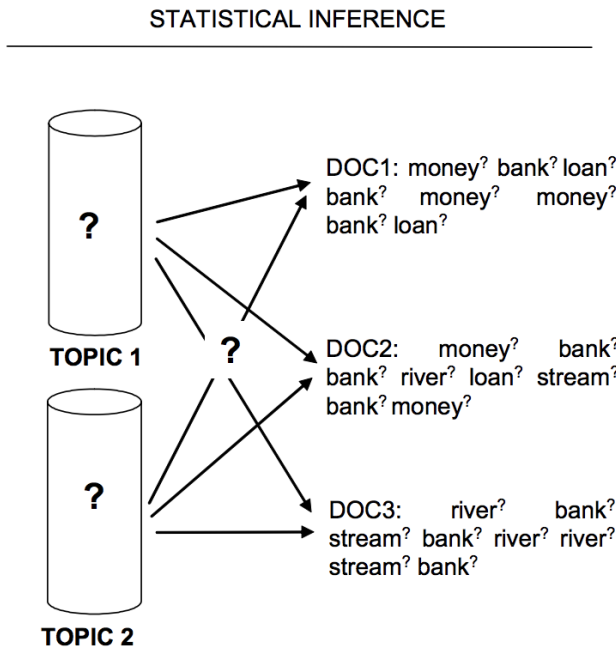 STATISTICAL INFERENCE
?
TOPIC 1
?
?
TOPIC 2
DOC1: money? bank? loan?
bank? money? money?
bank? loan?
DOC2: money? bank?
bank? river? loan? stream?
bank? money?
DOC3: river? bank?
stream? bank? river? river?
stream? bank?